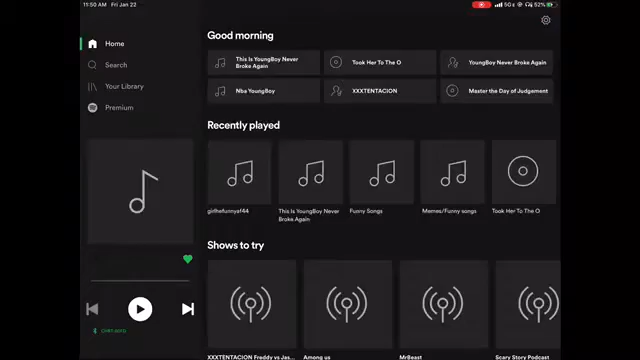 11:50 AM Fri Jan 22
5G
52%
Good morning
Home
Search
Your Library
Premium
This Is YoungBoy Never
Broke Again
Took Her To The O
YoungBoy Never Broke Again
Nba YoungBoy
XXXTENTACION
Master the Day of Judgement
Recently played
girlhefunnyaf44
This Is YoungBoy Never
Broke Again
Funny Songs
Memes/Funny songs
Took Her To The O
Shows to try
XXXTENTACION Freddy vs Jas...
Among us
MrBeast
Scary Story Podcast